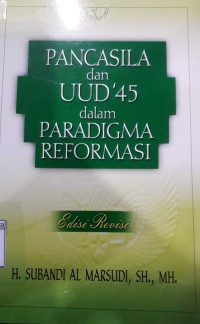 PANCASILA
dan
UUD '45
dalam
PARADIGMA
REFORMASI
Edisi Revisi
H. SUBANDI AL MARSUDI, SH., MH.